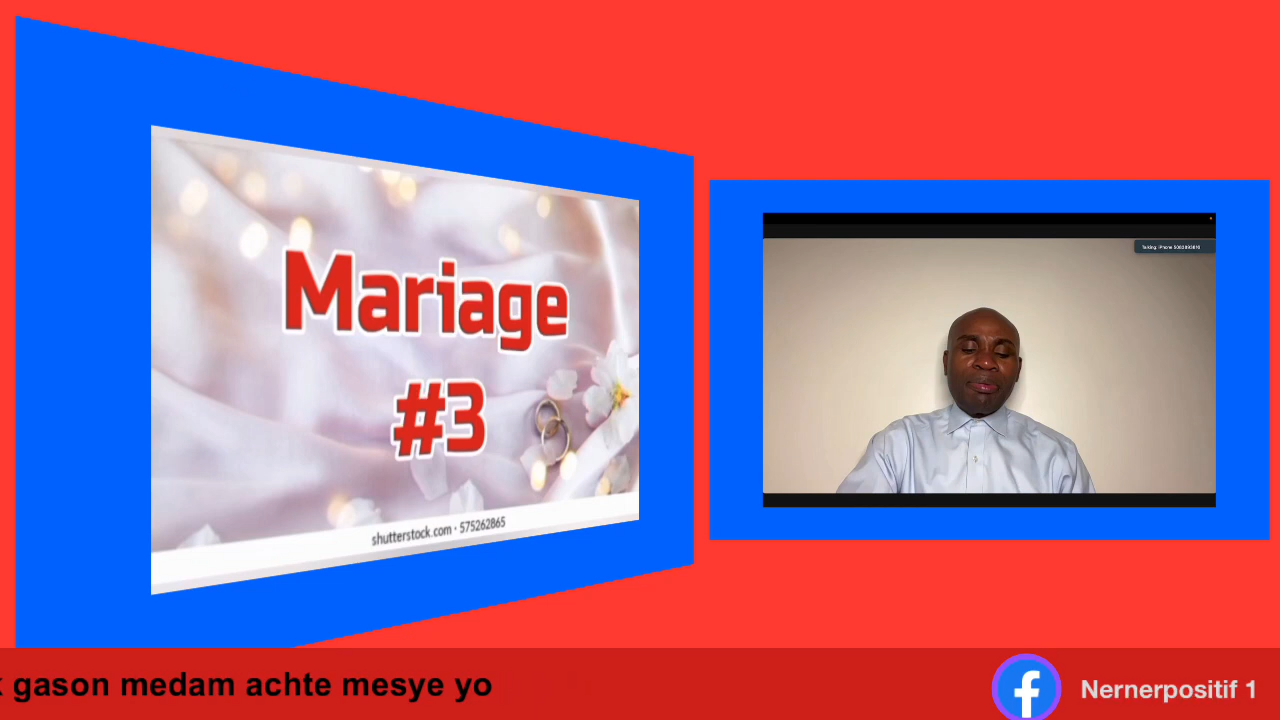 Mariage
#3
shutterstock.com · 575262865
gason medam achte mesye yo
Nernerpositif 1